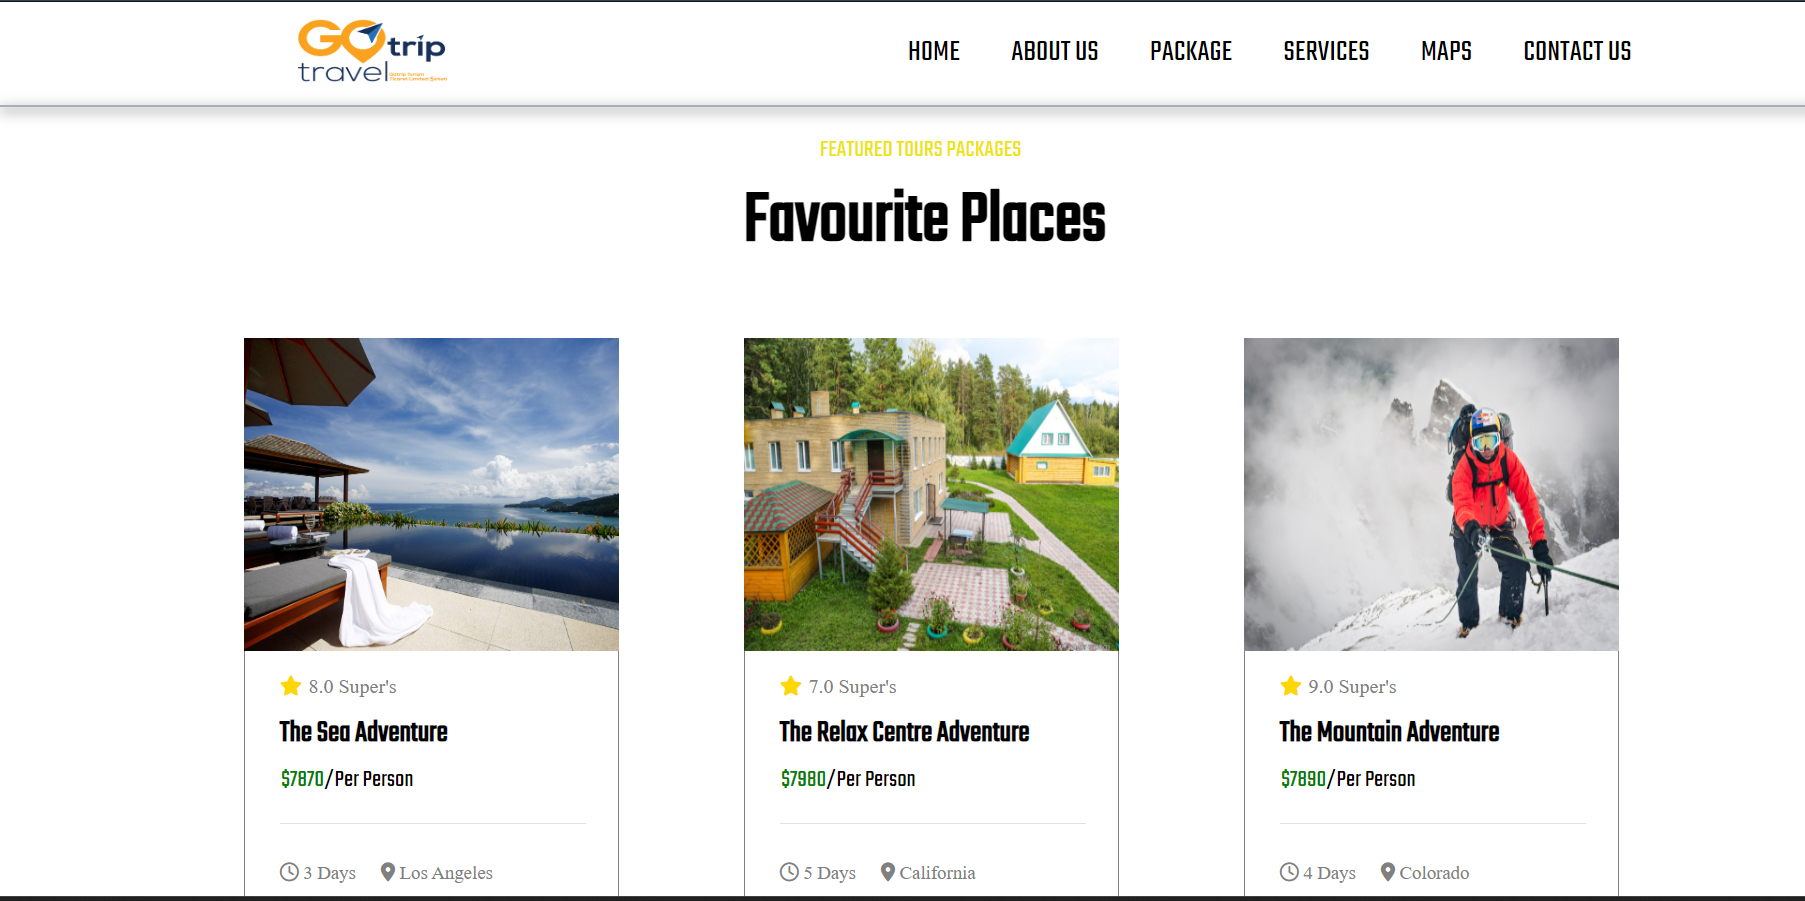 GO trip
travel
HOME ABOUT US PACKAGE SERVICES MAPS CONTACT US
FEATURED TOURS PACKAGES
Favourite Places
8.0 Super's
The Sea Adventure
$7870/Per Person
3 Days Los Angeles
7.0 Super's
The Relax Centre Adventure
$7980/Per Person
5 Days California
9.0 Super's
The Mountain Adventure
$7890/Per Person
4 Days Colorado